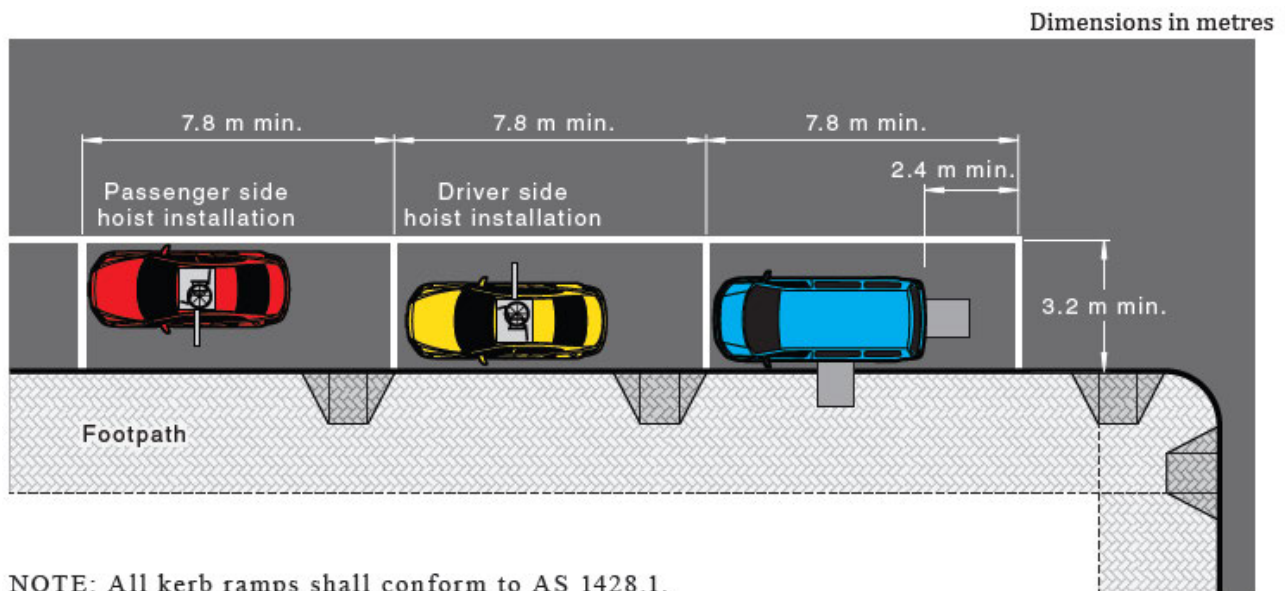 Dimensions in metres
7.8 m min.
7.8 m min.
7.8 m min.
2.4 m min.
Passenger side
hoist installation
Driver side
hoist installation
3.2 m min.
Footpath
NOTE: All kerb ramps shall conform to AS 1428.1.